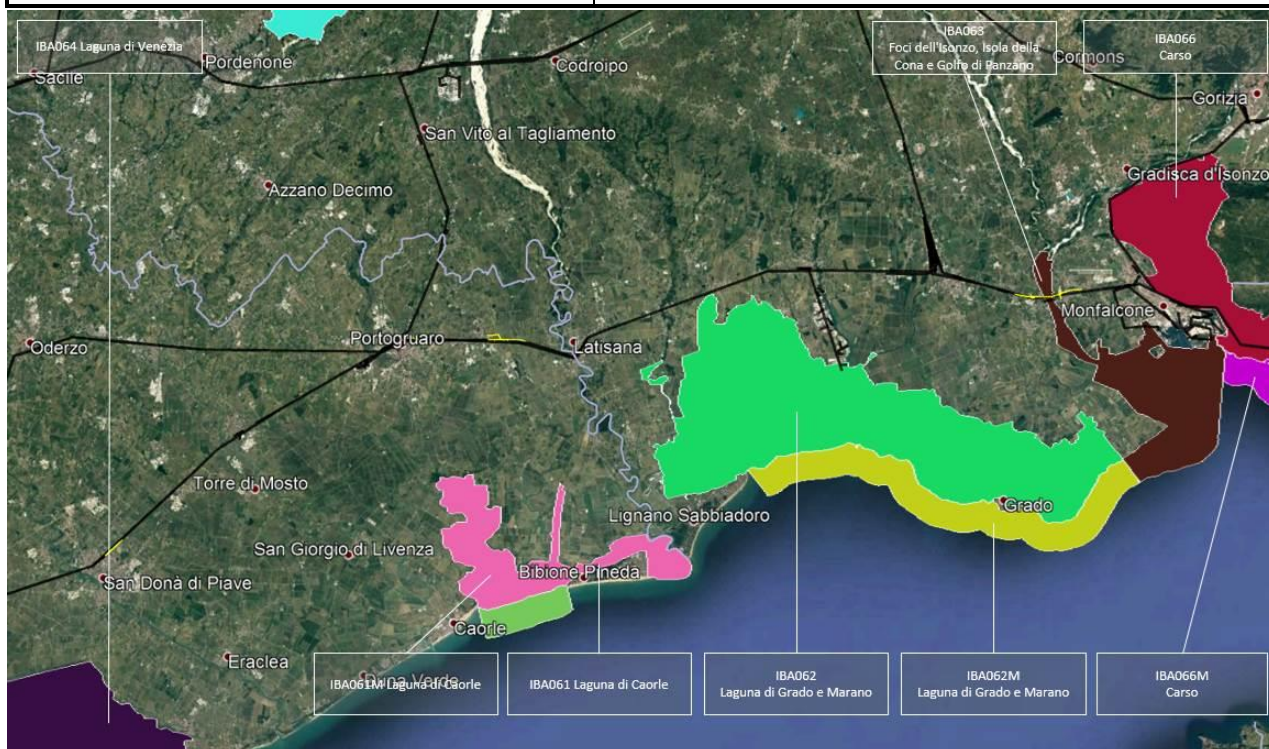 IBA064 Laguna di Venezia
Pordenone
Sacile
Codroipo
IBA063
Foci dell'Isonzo, Isola della
Cona e Golfo di Panzano
Cormons
IBA066
Carso
Gorizia
San Vito al Tagliamento
Azzano Decimo
Gradisca d'Isonzo
Monfalcone
Oderzo
Portogruaro
Latisana
Torre di Mosto
Lignano Sabbiadoro
Grado
San Giorgio di Livenza
Bibione Pineda
San Donà di Piave
Caorle
Eraclea
Duna Verde
IBA061M Laguna di Caorle
IBA061 Laguna di Caorle
IBA062
Laguna di Grado e Marano
IBA062M
Laguna di Grado e Marano
IBA066M
Carso